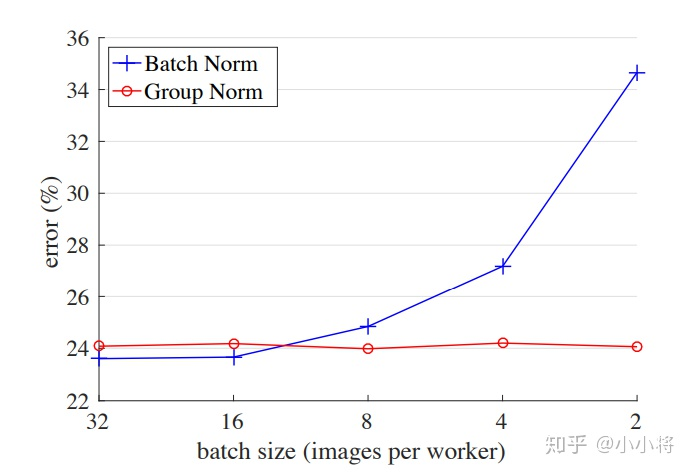 36
34
32
30
28
26
24
22
Batch Norm
Group Norm
error (%)
32 16 8 4 2
batch size (images per worker)
知乎 @小小将